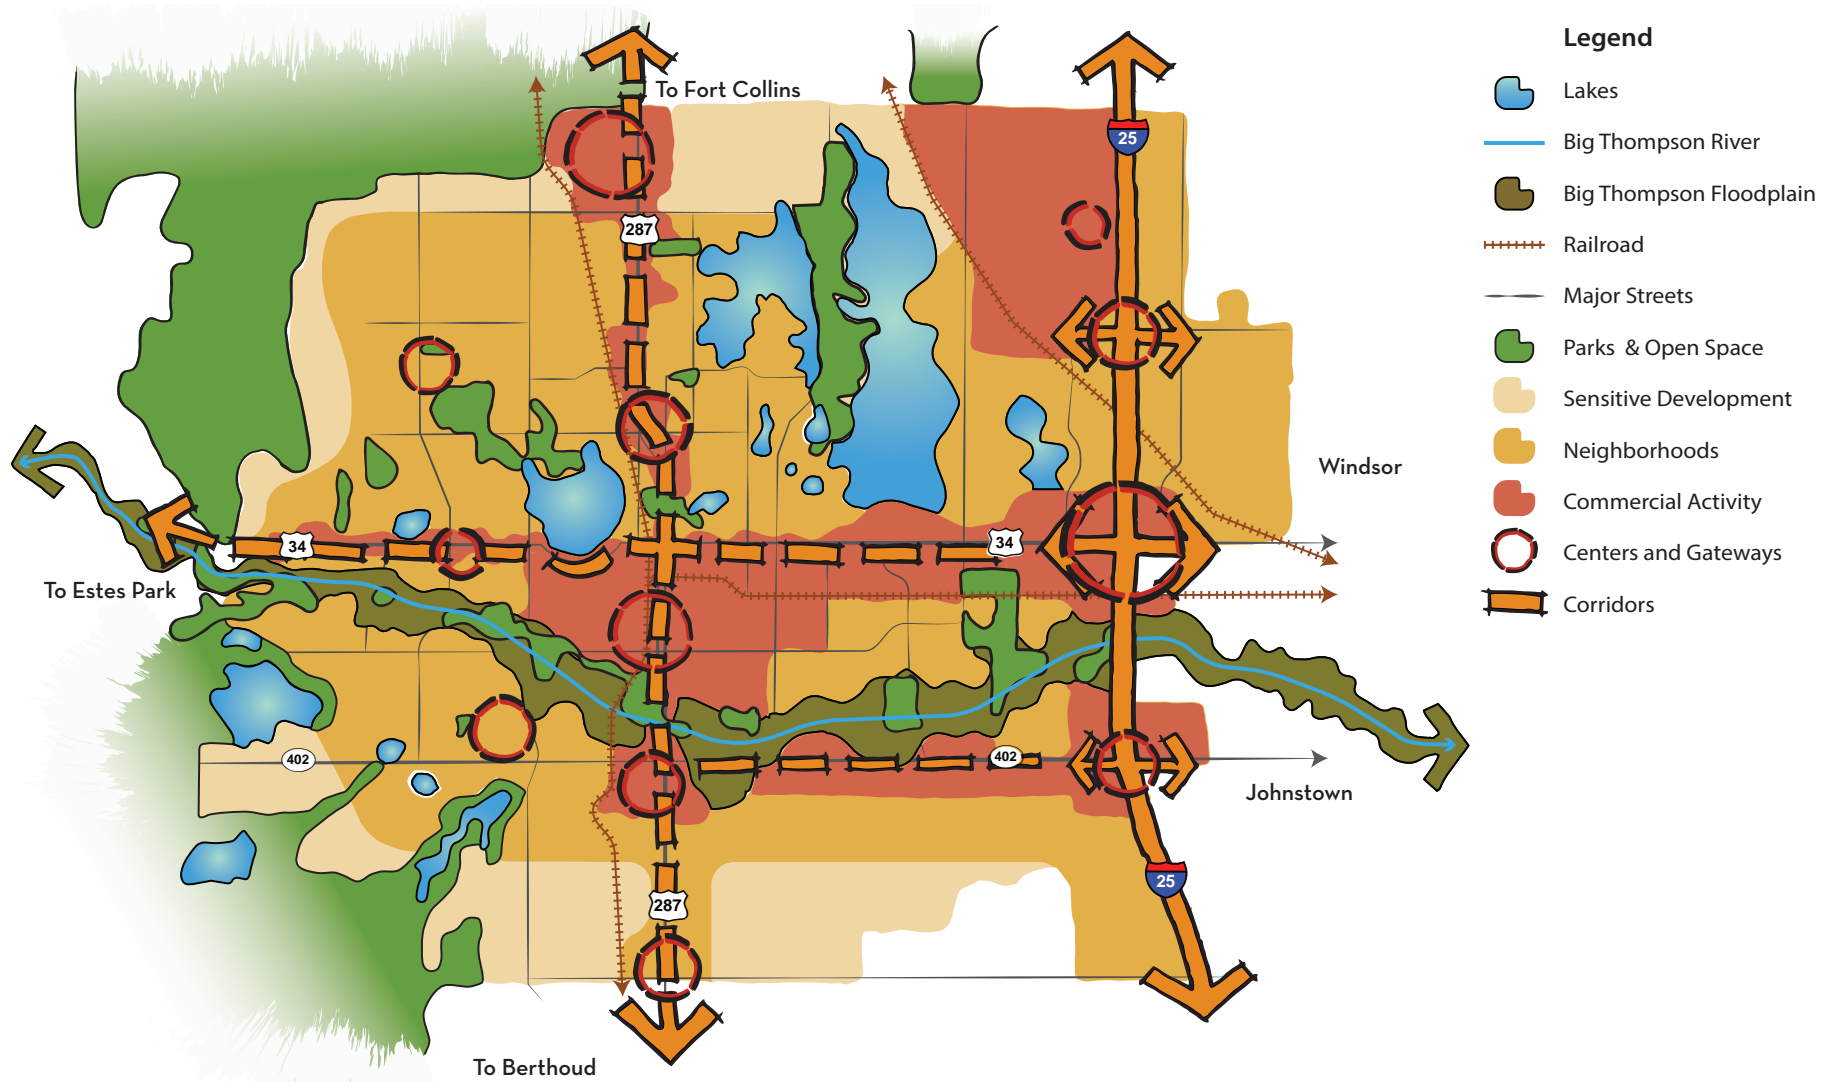 To Fort Collins
25
287
Windsor
34
34
To Estes Park
402
402
Johnstown
25
287
To Berthoud
Legend
Lakes
Big Thompson River
Big Thompson Floodplain
Railroad
Major Streets
Parks & Open Space
Sensitive Development
Neighborhoods
Commercial Activity
Centers and Gateways
Corridors